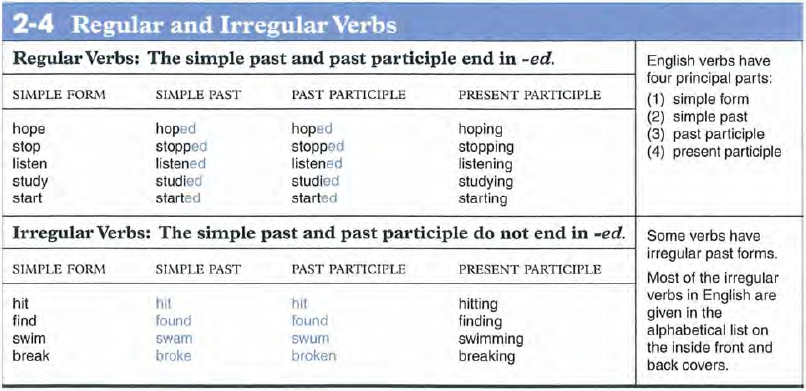 2-4 Regular and Irregular Verbs
Regular Verbs: The simple past and past participle end in -ed.
SIMPLE FORM SIMPLE PAST PAST PARTICIPLE PRESENT PARTICIPLE
hope hoped hoped hoping
stop stopped stopped stopping
listen listened listened listening
study studied studied studying
start started started starting
English verbs have
four principal parts:
(1) simple form
(2) simple past
(3) past participle
(4) present participle
Irregular Verbs: The simple past and past participle do not end in -ed.
SIMPLE FORM SIMPLE PAST PAST PARTICIPLE PRESENT PARTICIPLE
hit hit hit hitting
find found found finding
swim swam swum swimming
break broke broken breaking
Some verbs have
irregular past forms.
Most of the irregular
verbs in English are
given in the
alphabetical list on
the inside front and
back covers.